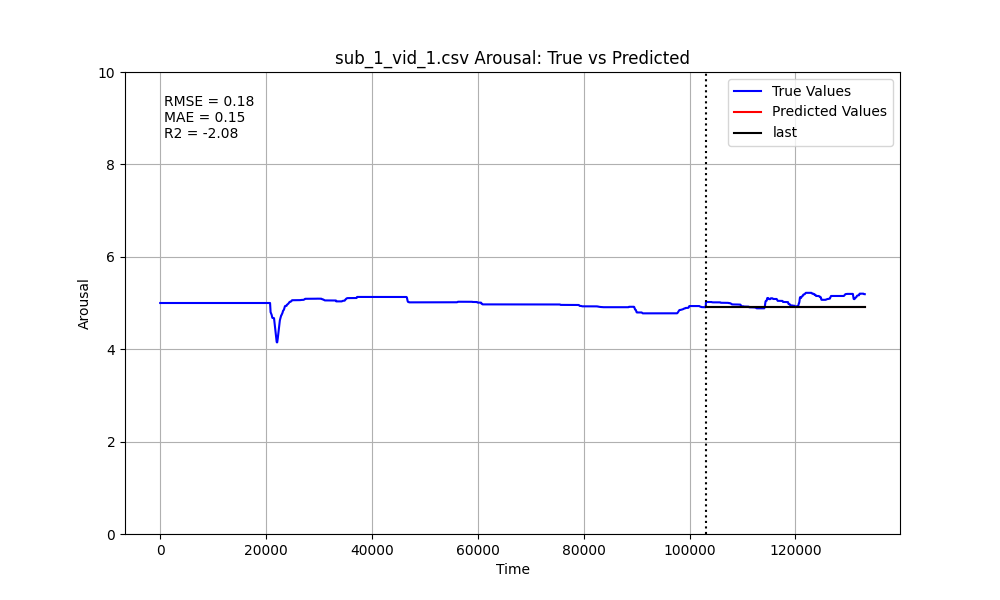 sub_1_vid_1.csv Arousal: True vs Predicted
RMSE = 0.18
MAE = 0.15
R2 = -2.08
True Values
Predicted Values
last
Arousal
10
8
6
4
2
0
0 20000 40000 60000 80000 100000 120000
Time